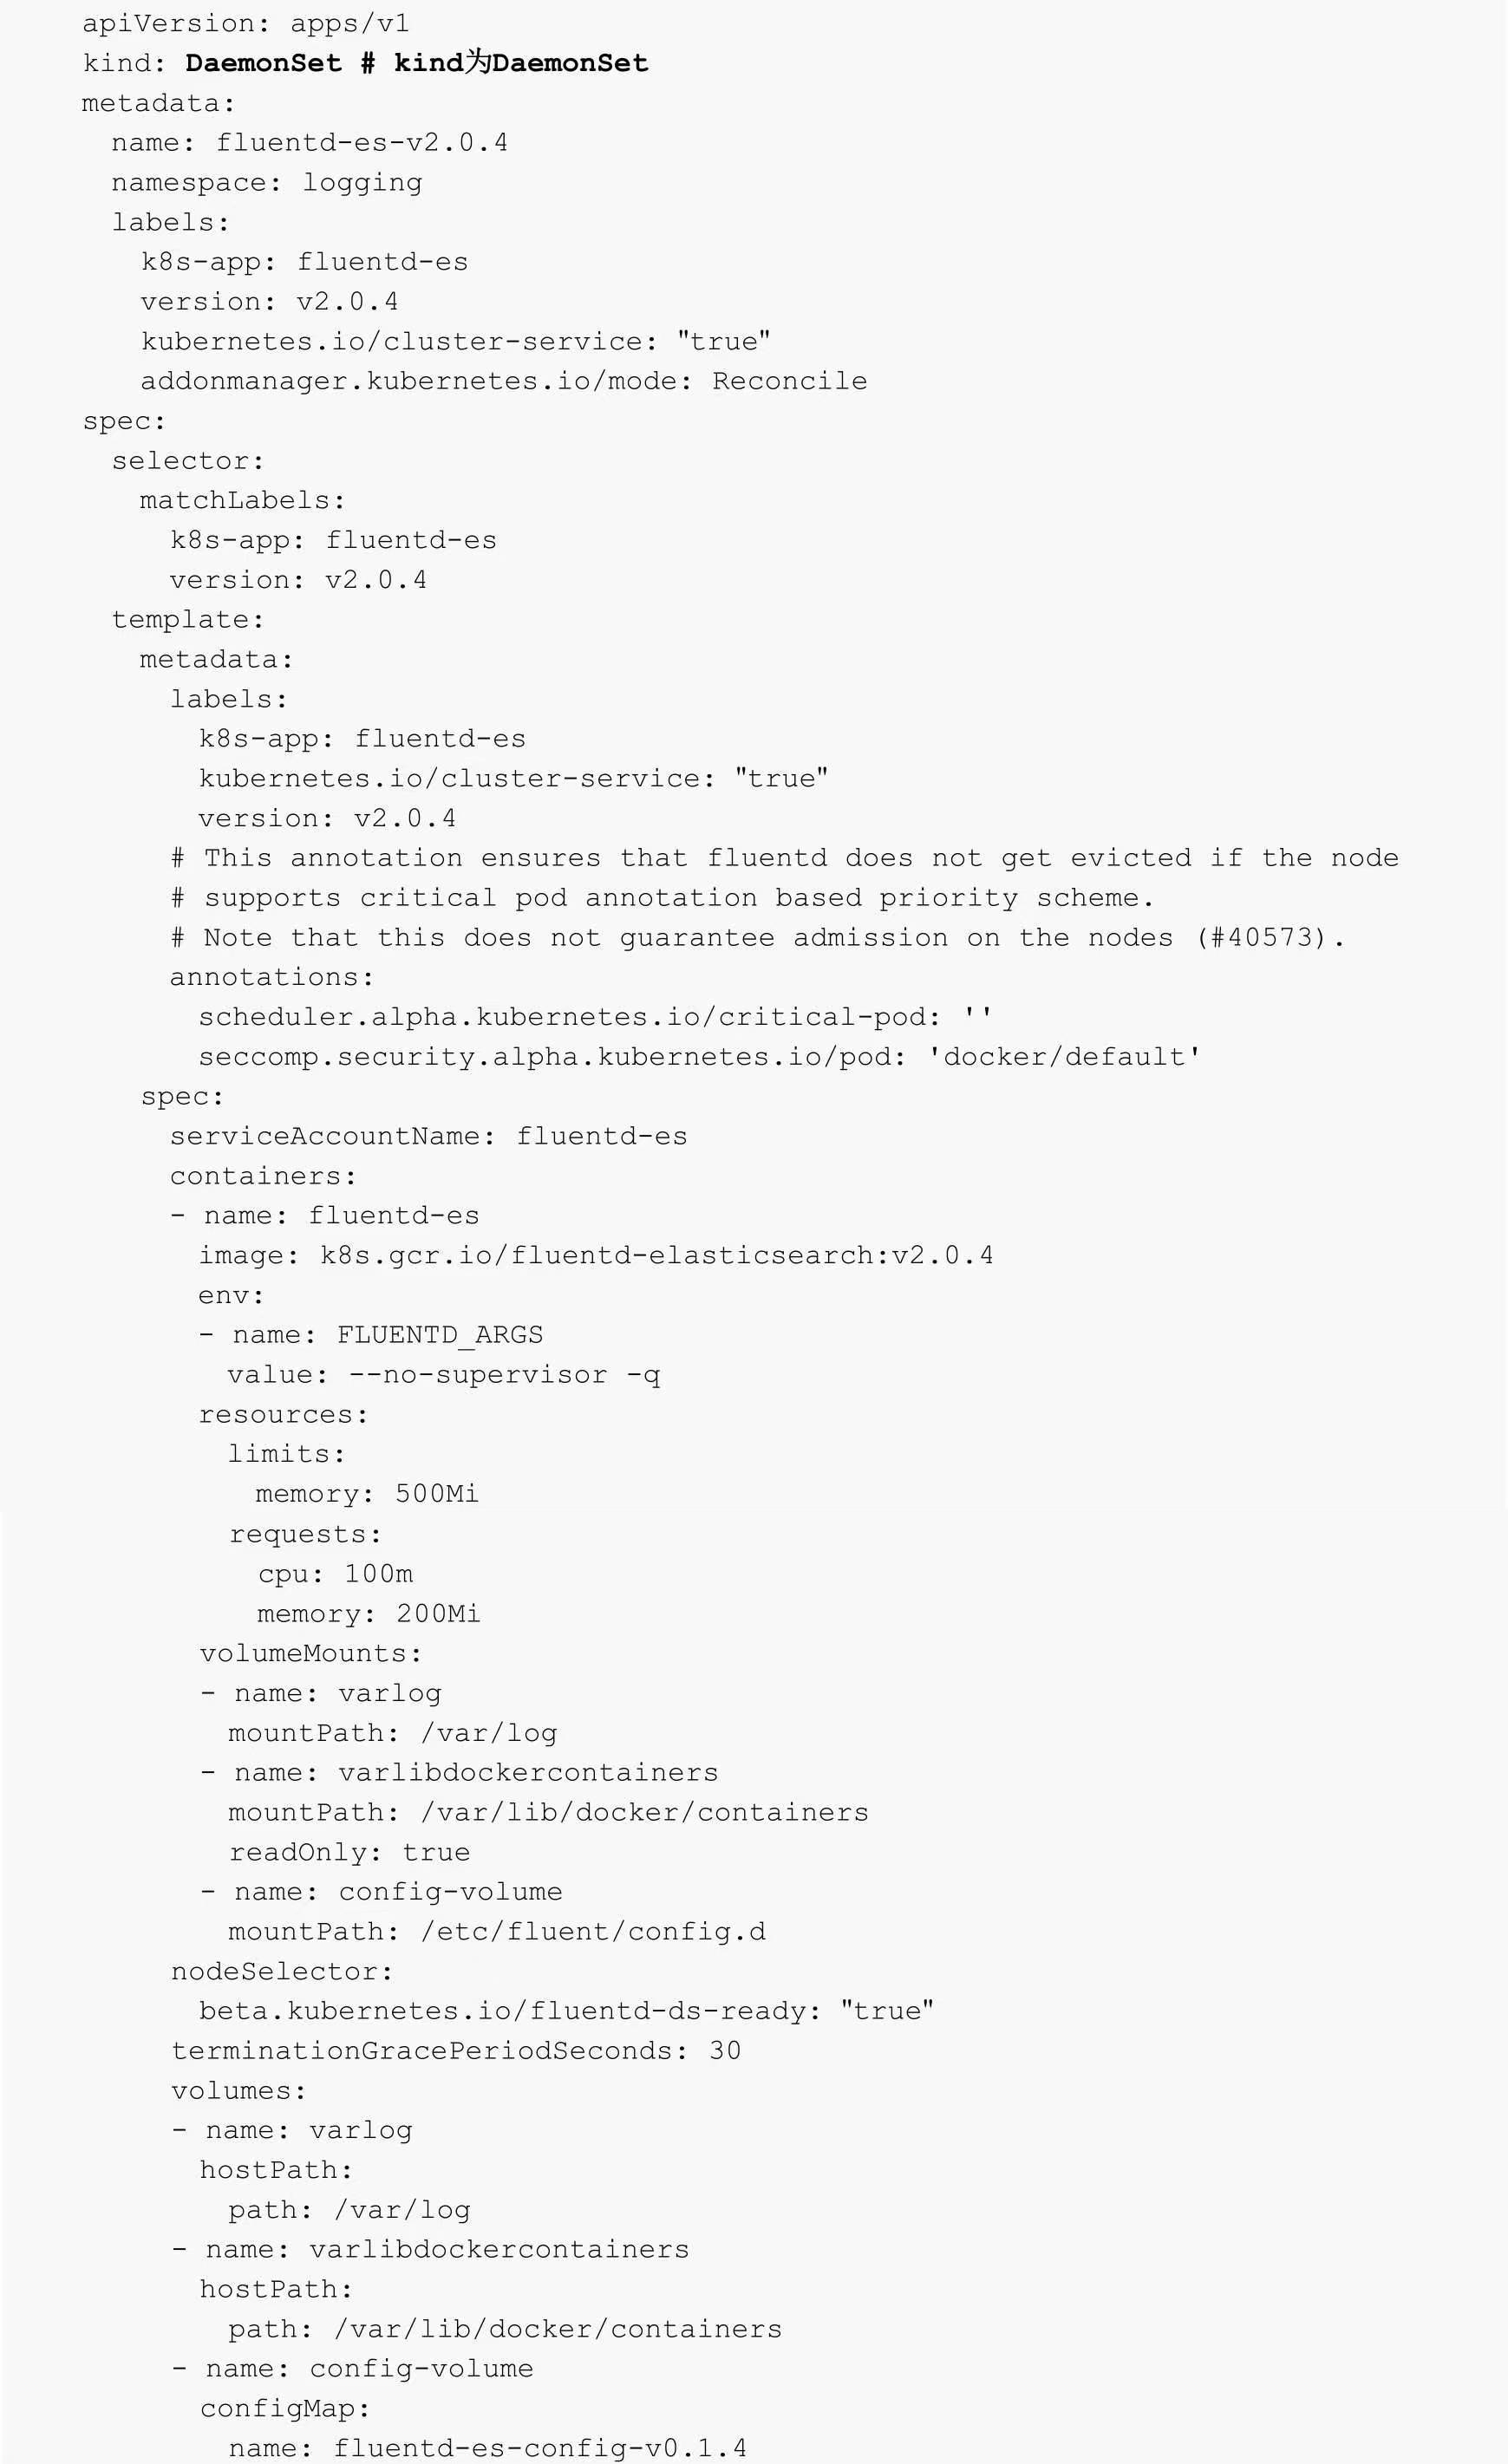 apiVersion: apps/v1
kind: DaemonSet # kind为DaemonSet
metadata:
  name: fluentd-es-v2.0.4
  namespace: logging
  labels:
    k8s-app: fluentd-es
    version: v2.0.4
    kubernetes.io/cluster-service: "true"
    addonmanager.kubernetes.io/mode: Reconcile
spec:
  selector:
    matchLabels:
      k8s-app: fluentd-es
      version: v2.0.4
  template:
    metadata:
      labels:
        k8s-app: fluentd-es
        kubernetes.io/cluster-service: "true"
        version: v2.0.4
      # This annotation ensures that fluentd does not get evicted if the node
      # supports critical pod annotation based priority scheme.
      # Note that this does not guarantee admission on the nodes (#40573).
      annotations:
        scheduler.alpha.kubernetes.io/critical-pod: ''
        seccomp.security.alpha.kubernetes.io/pod: 'docker/default'
    spec:
      serviceAccountName: fluentd-es
      containers:
      - name: fluentd-es
        image: k8s.gcr.io/fluentd-elasticsearch:v2.0.4
        env:
        - name: FLUENTD_ARGS
          value: --no-supervisor -q
        resources:
          limits:
            memory: 500Mi
          requests:
            cpu: 100m
            memory: 200Mi
        volumeMounts:
        - name: varlog
          mountPath: /var/log
        - name: varlibdockercontainers
          mountPath: /var/lib/docker/containers
          readOnly: true
        - name: config-volume
          mountPath: /etc/fluent/config.d
      nodeSelector:
        beta.kubernetes.io/fluentd-ds-ready: "true"
      terminationGracePeriodSeconds: 30
      volumes:
      - name: varlog
        hostPath:
          path: /var/log
      - name: varlibdockercontainers
        hostPath:
          path: /var/lib/docker/containers
      - name: config-volume
        configMap:
          name: fluentd-es-config-v0.1.4